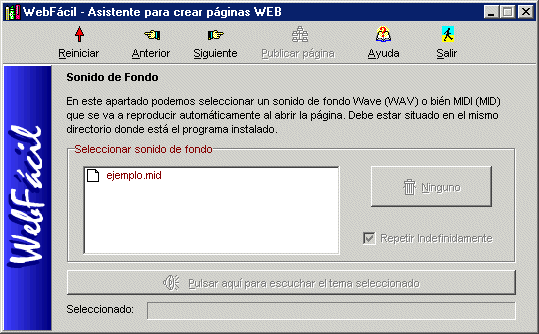 WebFácil - Asistente para crear páginas WEB
Reiniciar Anterior Siguiente Publicar página Ayuda Salir
WebFácil
Sonido de Fondo
En este apartado podemos seleccionar un sonido de fondo Wave (WAV) o bién MIDI (MID)
que se va a reproducir automáticamente al abrir la página. Debe estar situado en el mismo
directorio donde está el programa instalado.
Seleccionar sonido de fondo
ejemplo.mid
Ninguno
Repetir Indefinidamente
Pulsar aquí para escuchar el tema seleccionado
Seleccionado: